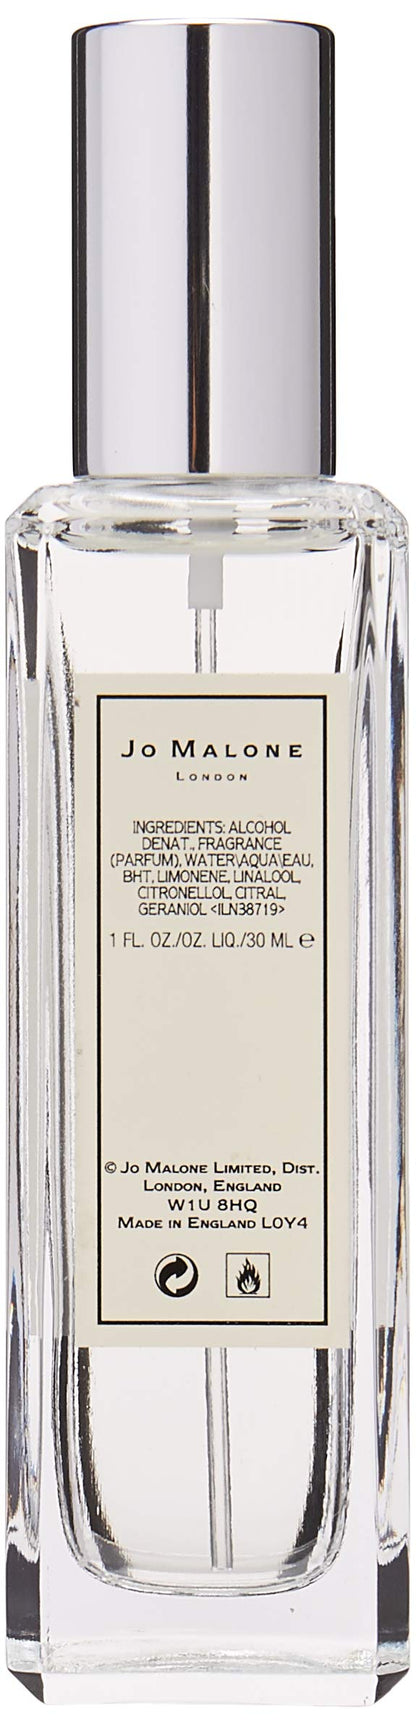 JO MALONE
LONDON
INGREDIENTS: ALCOHOL
DENAT., FRAGRANCE
(PARFUM), WATER\AQUA\EAU,
BHT, LIMONENE, LINALOOL,
CITRONELLOL, CITRAL,
GERANIOL <ILN38719>
1 FL. OZ./OZ. LIQ./30 ML ℮
© JO MALONE LIMITED, DIST.
LONDON, ENGLAND
W1U 8HQ
MADE IN ENGLAND L0Y4